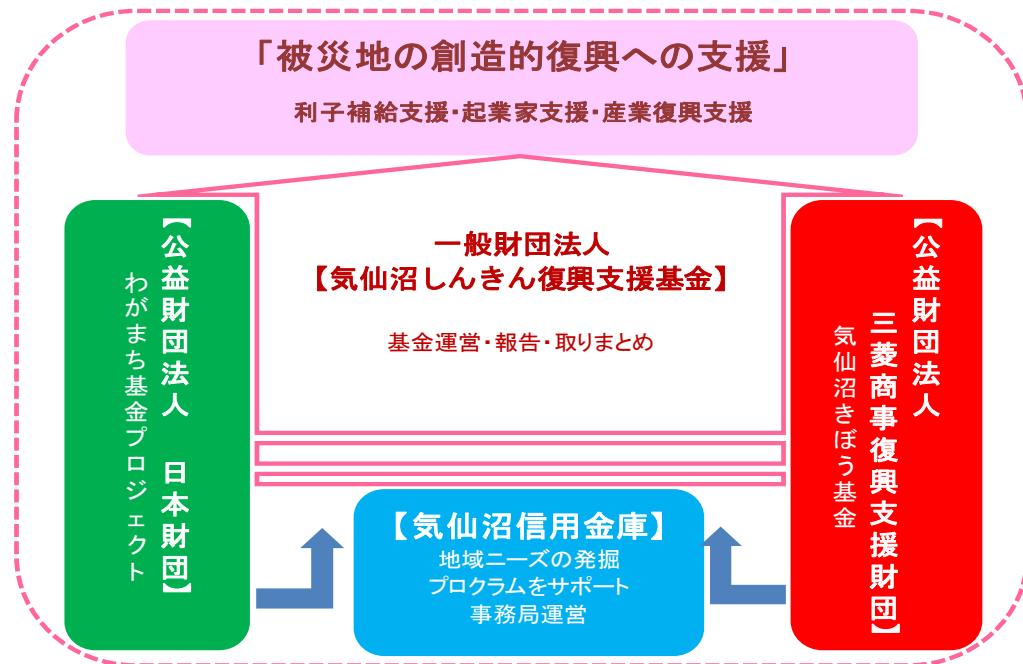 「被災地の創造的復興への支援」
利子補給支援・起業家支援・産業復興支援
一般財団法人
【気仙沼しんきん復興支援基金】
基金運営・報告・取りまとめ
【公益財団法人　日本財団】
わがまち基金プロジェクト
【公益財団法人
三菱商事復興支援財団】
気仙沼きぼう基金
【気仙沼信用金庫】
地域ニーズの発掘
プロクラムをサポート
事務局運営